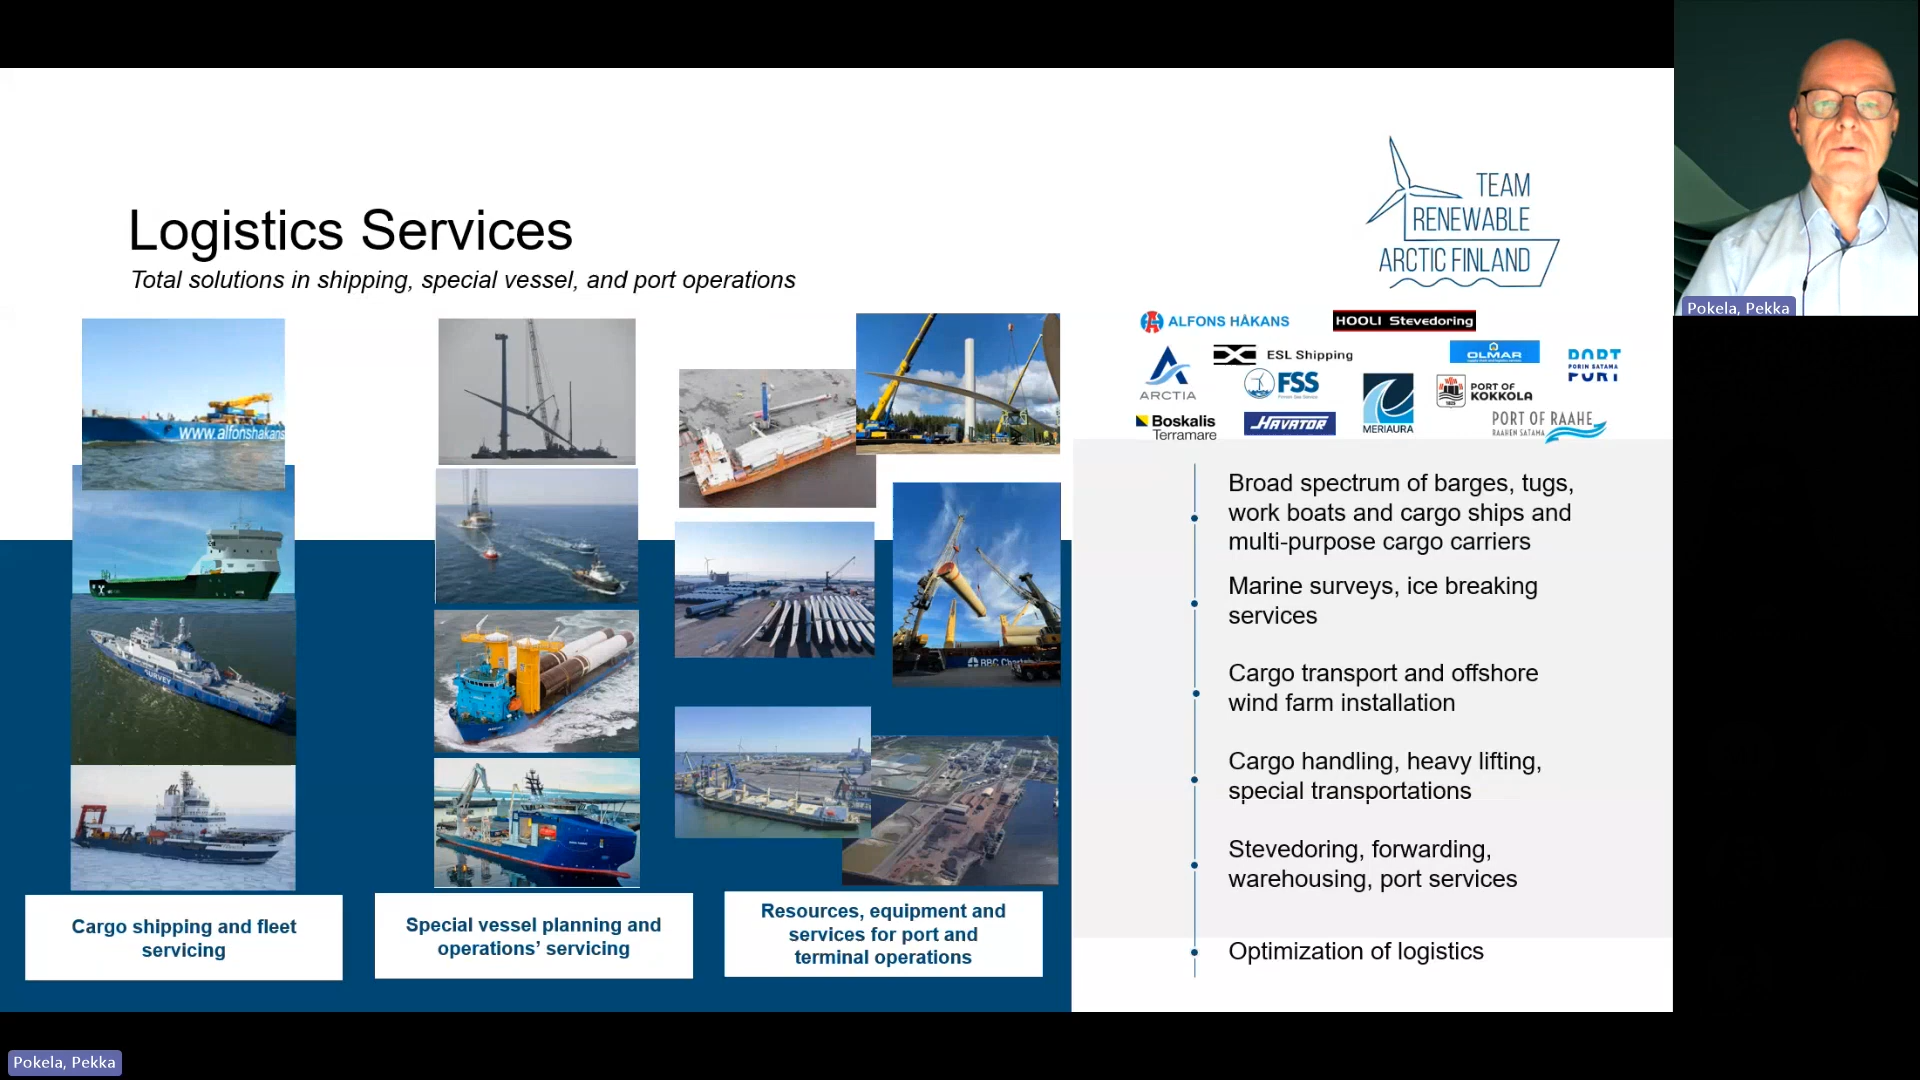 Logistics Services
Total solutions in shipping, special vessel, and port operations
TEAM
RENEWABLE
ARCTIC FINLAND
Pokela, Pekka
ALFONS HÅKANS
HOOLI Stevedoring
ESL Shipping
OLMAR
PORT
PORIN SATAMA
ARCTIA
FSS
MERIAURA
PORT OF
KOKKOLA
Boskalis
Terramare
HAVATOR
PORT OF RAAHE
RAAHEN SATAMA
www.alfonshakans
SURVEY
BBC Charte
Cargo shipping and fleet
servicing
Special vessel planning and
operations’ servicing
Resources, equipment and
services for port and
terminal operations
Broad spectrum of barges, tugs,
work boats and cargo ships and
multi-purpose cargo carriers
Marine surveys, ice breaking
services
Cargo transport and offshore
wind farm installation
Cargo handling, heavy lifting,
special transportations
Stevedoring, forwarding,
warehousing, port services
Optimization of logistics
Pokela, Pekka